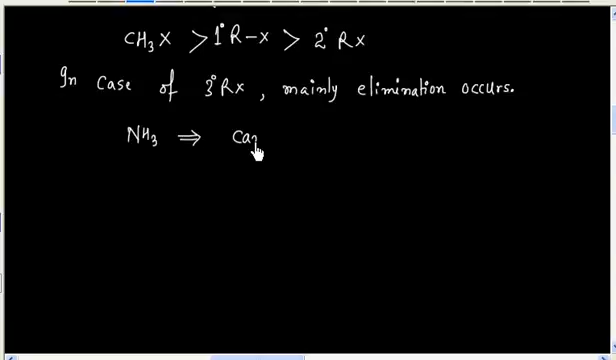 CH₃X > 1° R-X > 2° RX
In case of 3° RX, mainly elimination occurs.
NH₃ ⇒